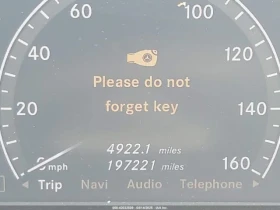 60
100
40
120
Please do not
forget key
20
140
4922.1 miles
197221 miles
0 mph
160
Trip Navi Audio Telephone